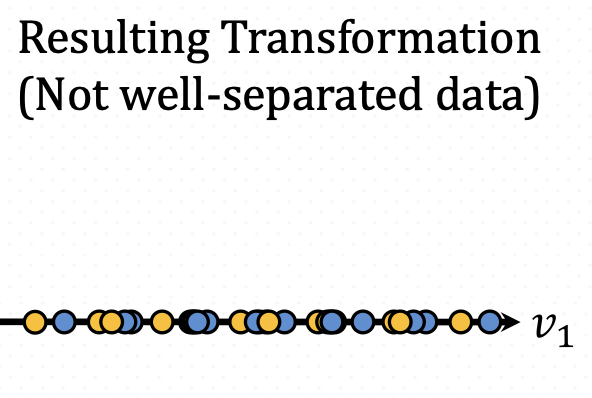 Resulting Transformation
(Not well-separated data)
v₁